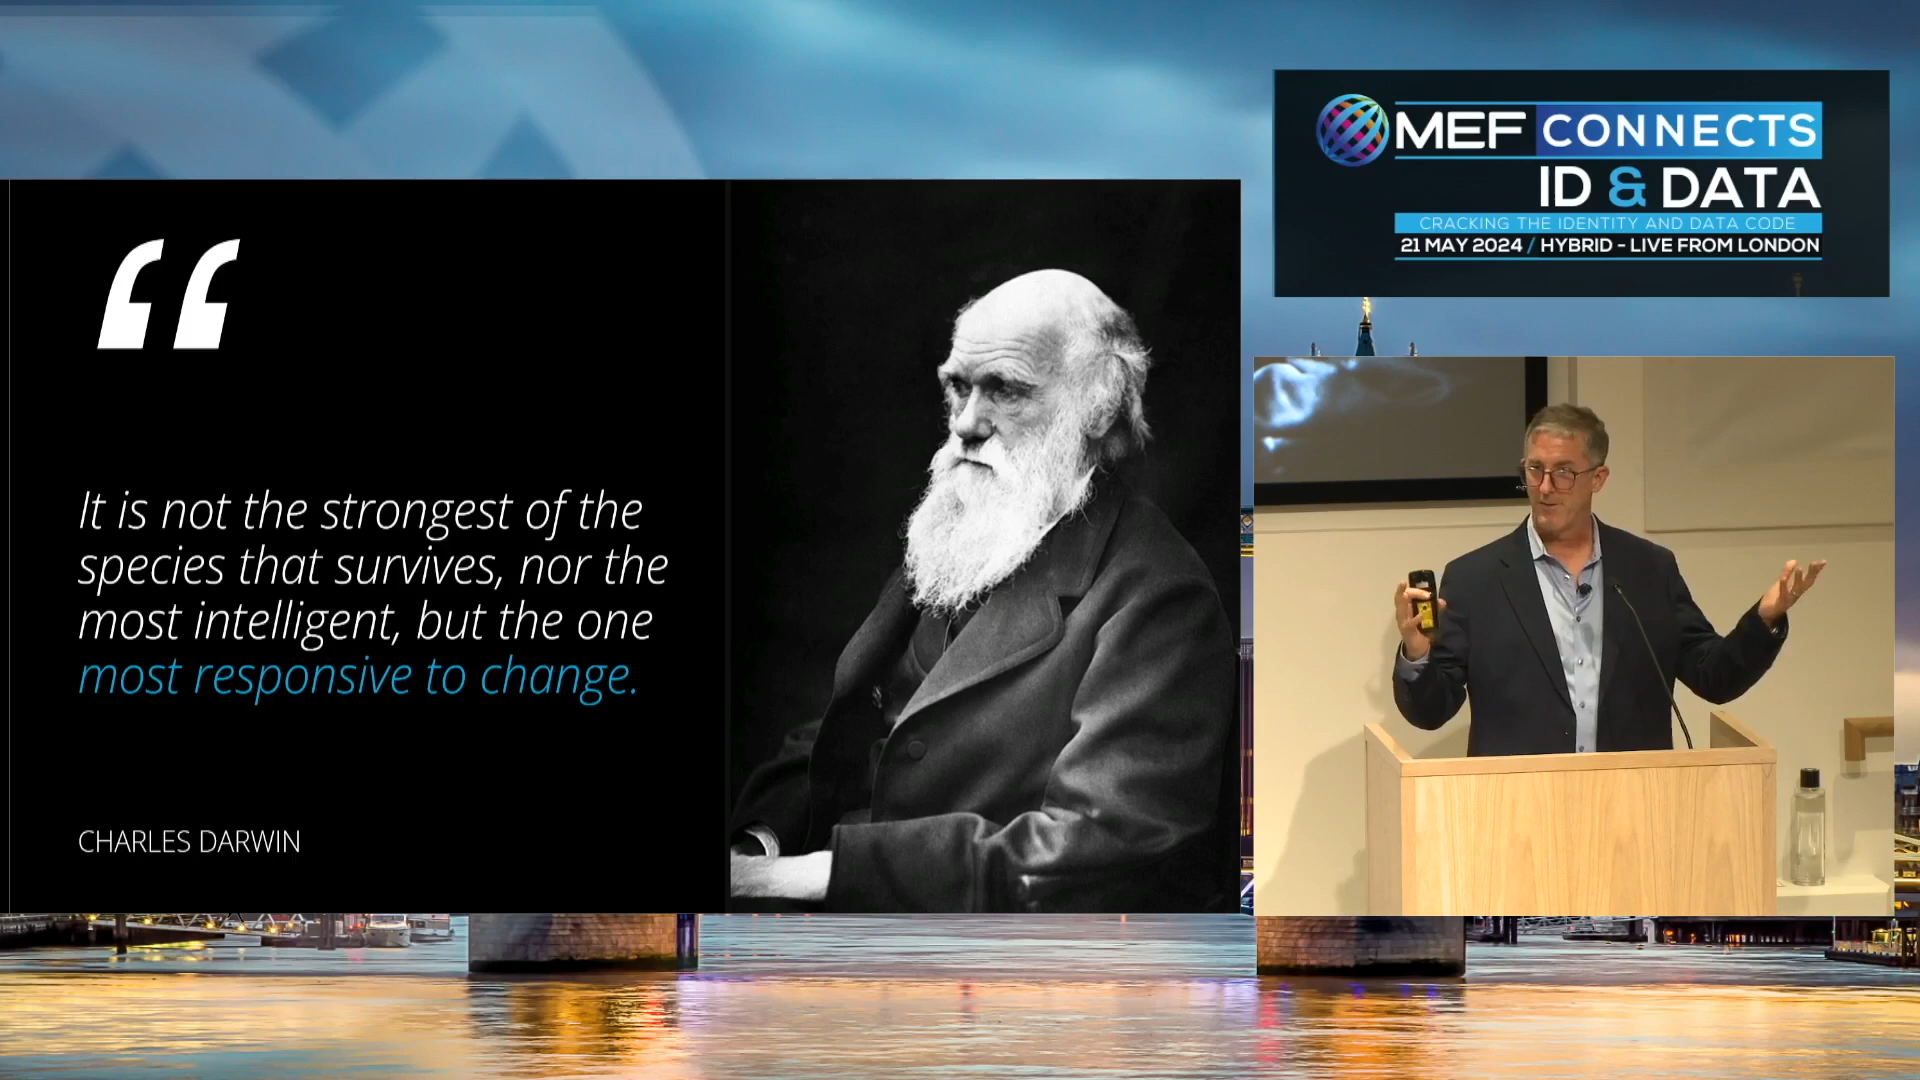 “
It is not the strongest of the
species that survives, nor the
most intelligent, but the one
most responsive to change.
CHARLES DARWIN
MEF CONNECTS
ID & DATA
CRACKING THE IDENTITY AND DATA CODE
21 MAY 2024 / HYBRID – LIVE FROM LONDON